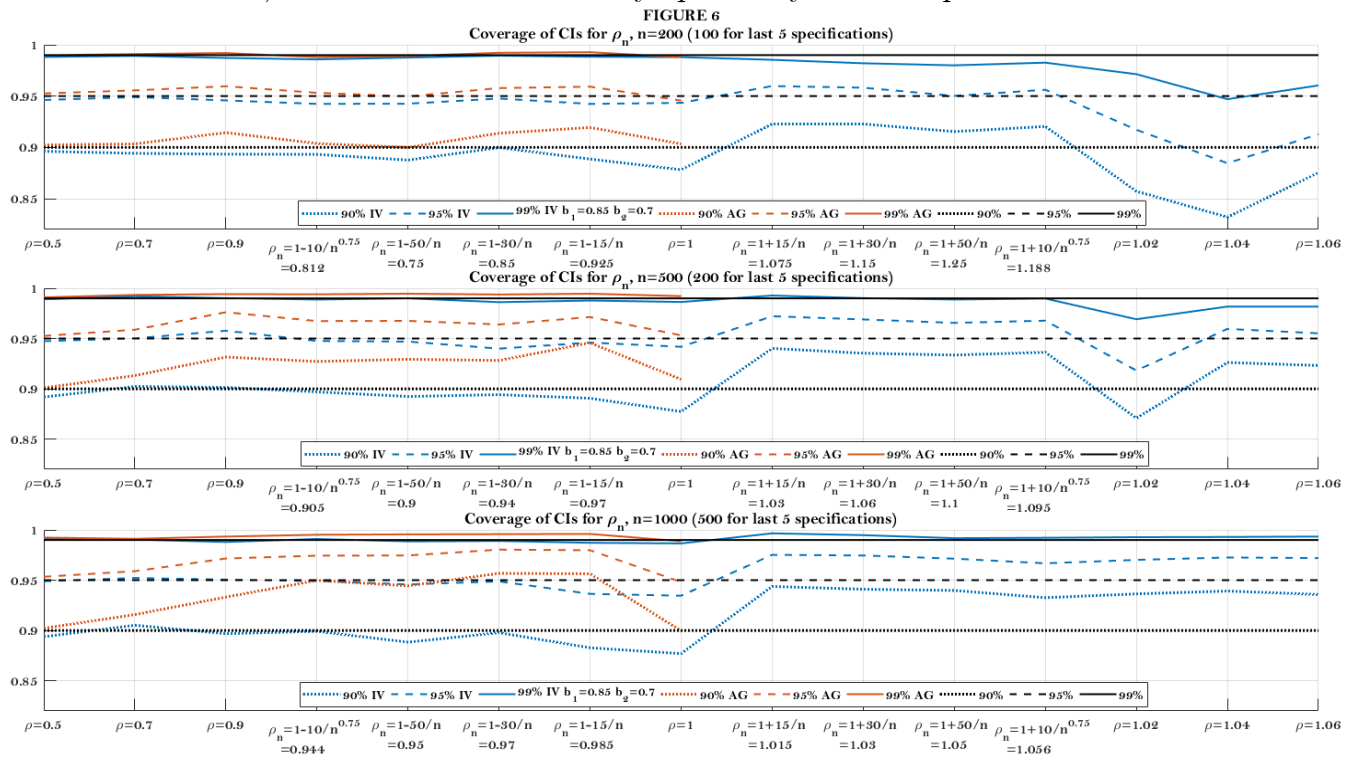 FIGURE 6
Coverage of CIs for ρₙ, n=200 (100 for last 5 specifications)
1
0.95
0.9
0.85
90% IV 95% IV 99% IV b₁=0.85 b₂=0.7 90% AG 95% AG 99% AG 90% 95% 99%
ρ=0.5 ρ=0.7 ρ=0.9 ρₙ=1-10/n^0.75 ρₙ=1-50/n ρₙ=1-30/n ρₙ=1-15/n ρ=1 ρₙ=1+15/n ρₙ=1+30/n ρₙ=1+50/n ρₙ=1+10/n^0.75 ρ=1.02 ρ=1.04 ρ=1.06
=0.812 =0.75 =0.85 =0.925 =1.075 =1.15 =1.25 =1.188
Coverage of CIs for ρₙ, n=500 (200 for last 5 specifications)
1
0.95
0.9
0.85
90% IV 95% IV 99% IV b₁=0.85 b₂=0.7 90% AG 95% AG 99% AG 90% 95% 99%
ρ=0.5 ρ=0.7 ρ=0.9 ρₙ=1-10/n^0.75 ρₙ=1-50/n ρₙ=1-30/n ρₙ=1-15/n ρ=1 ρₙ=1+15/n ρₙ=1+30/n ρₙ=1+50/n ρₙ=1+10/n^0.75 ρ=1.02 ρ=1.04 ρ=1.06
=0.905 =0.9 =0.94 =0.97 =1.03 =1.06 =1.1 =1.095
Coverage of CIs for ρₙ, n=1000 (500 for last 5 specifications)
1
0.95
0.9
0.85
90% IV 95% IV 99% IV b₁=0.85 b₂=0.7 90% AG 95% AG 99% AG 90% 95% 99%
ρ=0.5 ρ=0.7 ρ=0.9 ρₙ=1-10/n^0.75 ρₙ=1-50/n ρₙ=1-30/n ρₙ=1-15/n ρ=1 ρₙ=1+15/n ρₙ=1+30/n ρₙ=1+50/n ρₙ=1+10/n^0.75 ρ=1.02 ρ=1.04 ρ=1.06
=0.944 =0.95 =0.97 =0.985 =1.015 =1.03 =1.05 =1.056